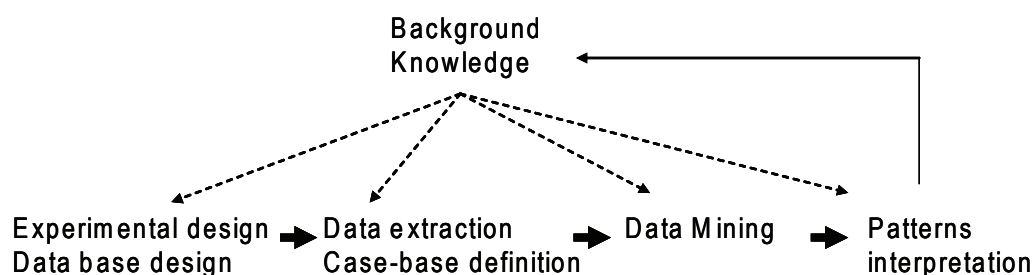 Background
Knowledge
Experimental design
Data base design
Data extraction
Case-base definition
Data Mining
Patterns
interpretation